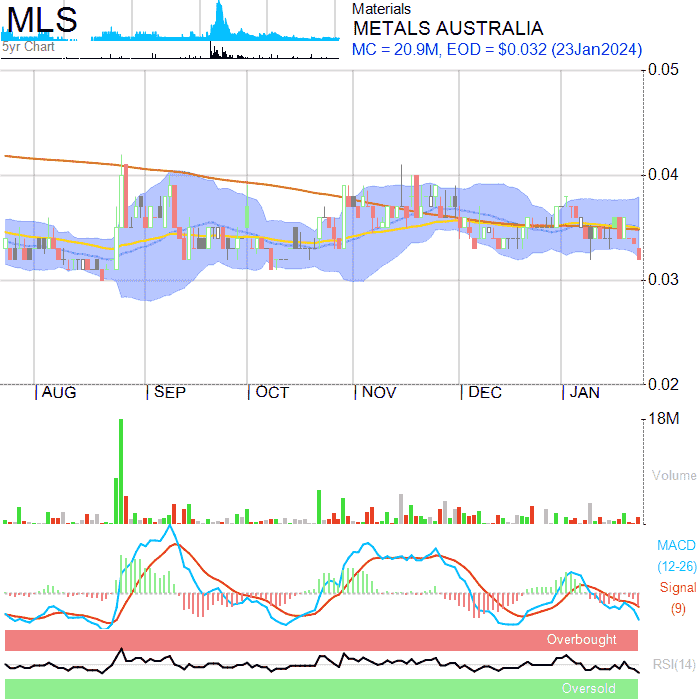 MLS
5yr Chart
Materials
METALS AUSTRALIA
MC = 20.9M, EOD = $0.032 (23Jan2024)
0.05
0.04
0.03
0.02
AUG SEP OCT NOV DEC JAN
18M
Volume
MACD
(12-26)
Signal
(9)
Overbought
RSI(14)
Oversold